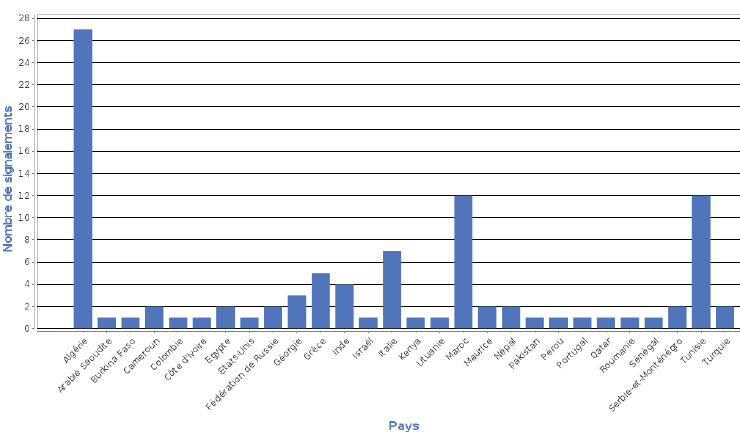 Nombre de signalements
28
26
24
22
20
18
16
14
12
10
8
6
4
2
0
Algérie
Arabie Saoudite
Burkina Faso
Cameroun
Colombie
Côte d'Ivoire
Egypte
Etats-Unis
Fédération de Russie
Géorgie
Grèce
Inde
Israël
Italie
Kenya
Lituanie
Maroc
Maurice
Népal
Pakistan
Pérou
Portugal
Qatar
Roumanie
Sénégal
Serbie-et-Monténégro
Tunisie
Turquie
Pays